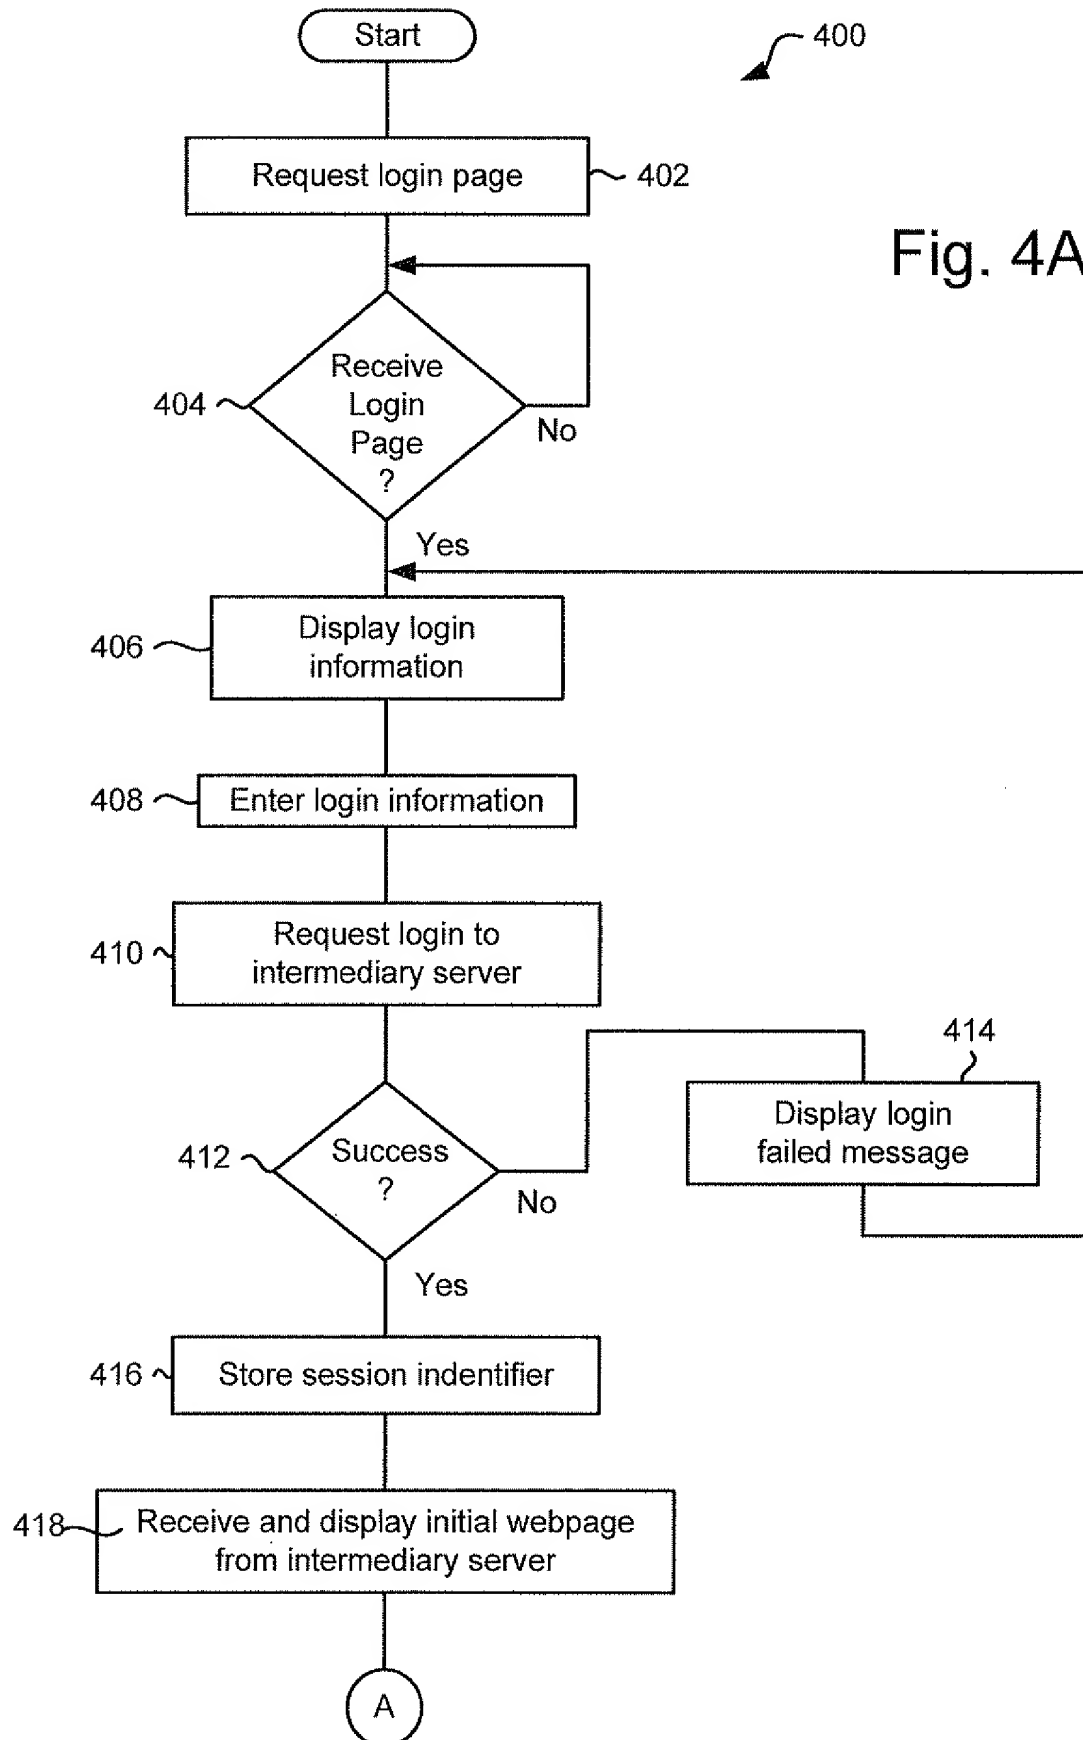 Start
400
Request login page
402
Fig. 4A
Receive
Login
Page
?
404
No
Yes
Display login
information
406
408
Enter login information
Request login to
intermediary server
410
414
Display login
failed message
412
Success
?
No
Yes
416
Store session indentifier
418
Receive and display initial webpage
from intermediary server
A